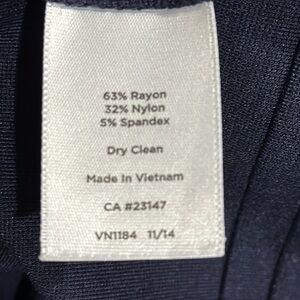 63% Rayon
32% Nylon
5% Spandex
Dry Clean
Made In Vietnam
CA #23147
VN1184 11/14